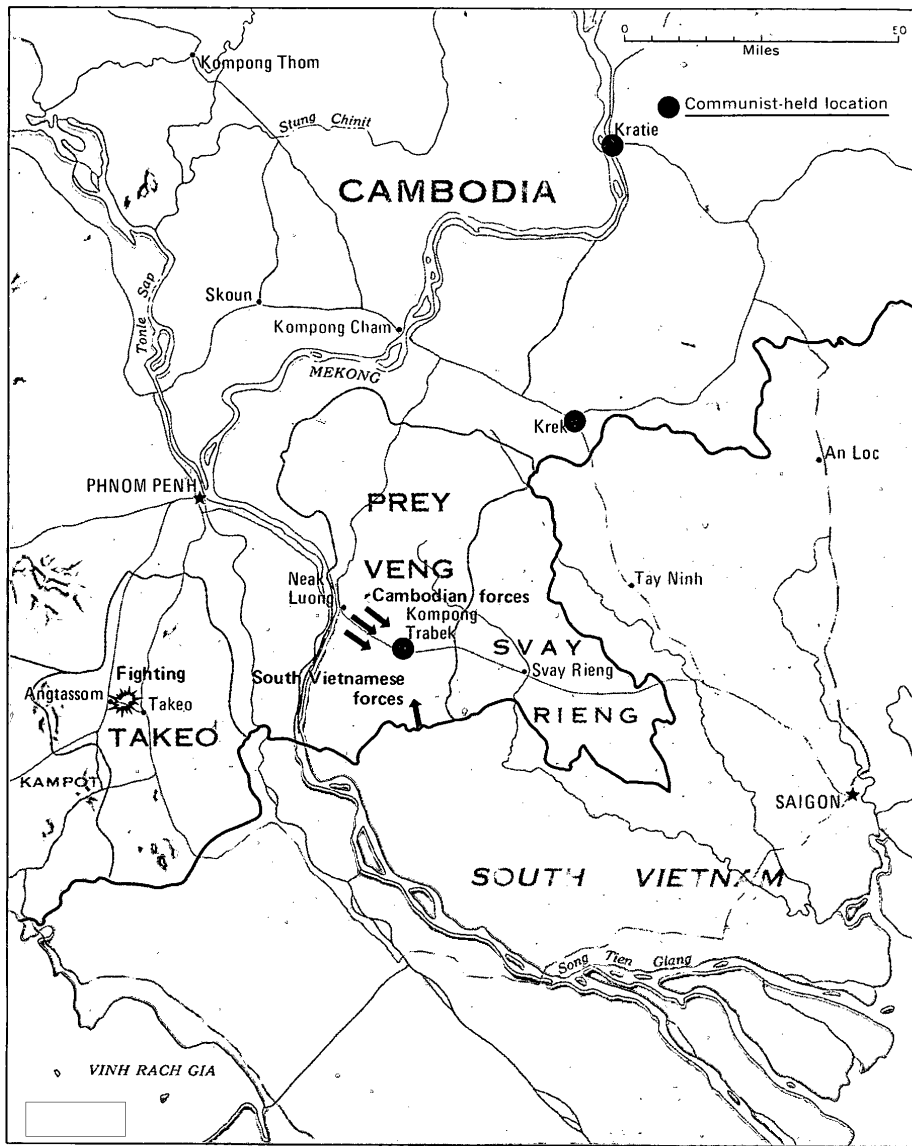 0 50
Miles
Kompong Thom
Communist-held location
Stung Chinit
Kratie
CAMBODIA
Tonle Sap
Skoun
Kompong Cham
MEKONG
Krek
An Loc
PHNOM PENH
PREY
VENG
Tay Ninh
Neak
Luong
Cambodian forces
Kompong
Trabek
SVAY
Svay Rieng
RIENG
Fighting
South Vietnamese
forces
Angtassom
Takeo
TAKEO
KAMPOT
SAIGON
SOUTH VIETNAM
Song Tien Giang
VINH RACH GIA